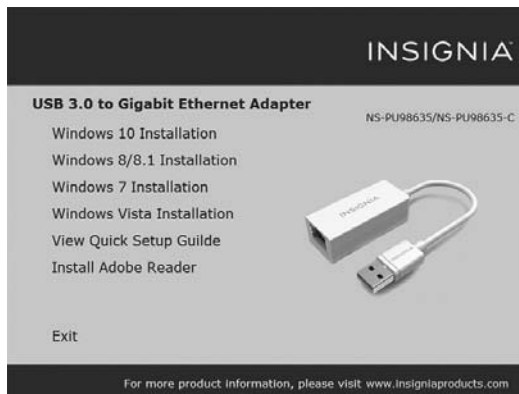 INSIGNIA
USB 3.0 to Gigabit Ethernet Adapter
NS-PU98635/NS-PU98635-C
Windows 10 Installation
Windows 8/8.1 Installation
Windows 7 Installation
Windows Vista Installation
View Quick Setup Guilde
Install Adobe Reader
INSIGNIA
Exit
For more product information, please visit www.insigniaproducts.com